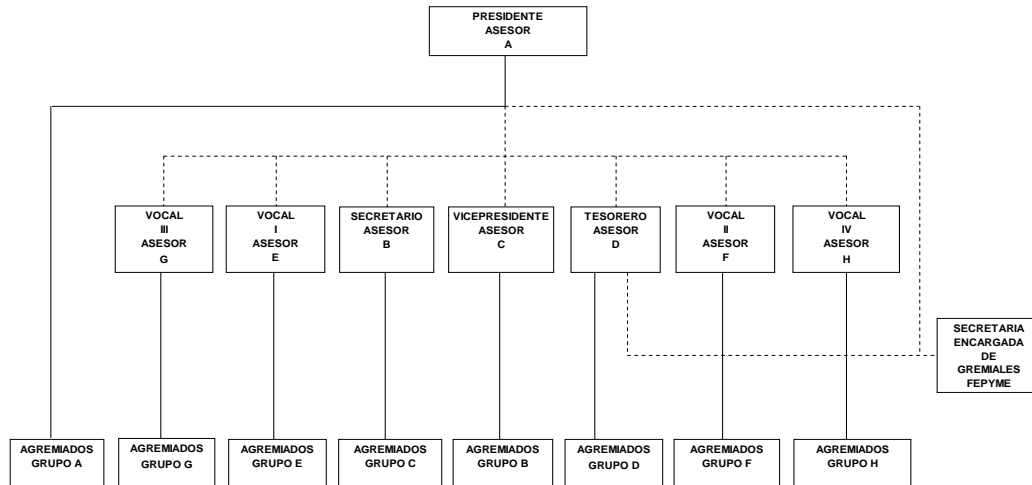 PRESIDENTE
ASESOR
A
VOCAL
III
ASESOR
G
VOCAL
I
ASESOR
E
SECRETARIO
ASESOR
B
VICEPRESIDENTE
ASESOR
C
TESORERO
ASESOR
D
VOCAL
II
ASESOR
F
VOCAL
IV
ASESOR
H
SECRETARIA
ENCARGADA
DE
GREMIALES
FEPYME
AGREMIADOS
GRUPO A
AGREMIADOS
GRUPO G
AGREMIADOS
GRUPO E
AGREMIADOS
GRUPO C
AGREMIADOS
GRUPO B
AGREMIADOS
GRUPO D
AGREMIADOS
GRUPO F
AGREMIADOS
GRUPO H